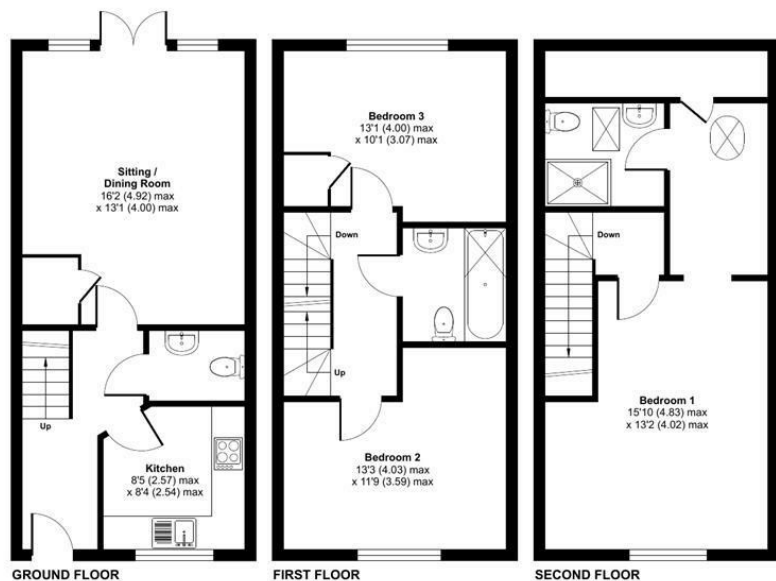 Sitting /
Dining Room
16'2 (4.92) max
x 13'1 (4.00) max
Up
Kitchen
8'5 (2.57) max
x 8'4 (2.54) max
GROUND FLOOR
Bedroom 3
13'1 (4.00) max
x 10'1 (3.07) max
Down
Up
Bedroom 2
13'3 (4.03) max
x 11'9 (3.59) max
FIRST FLOOR
Down
Bedroom 1
15'10 (4.83) max
x 13'2 (4.02) max
SECOND FLOOR